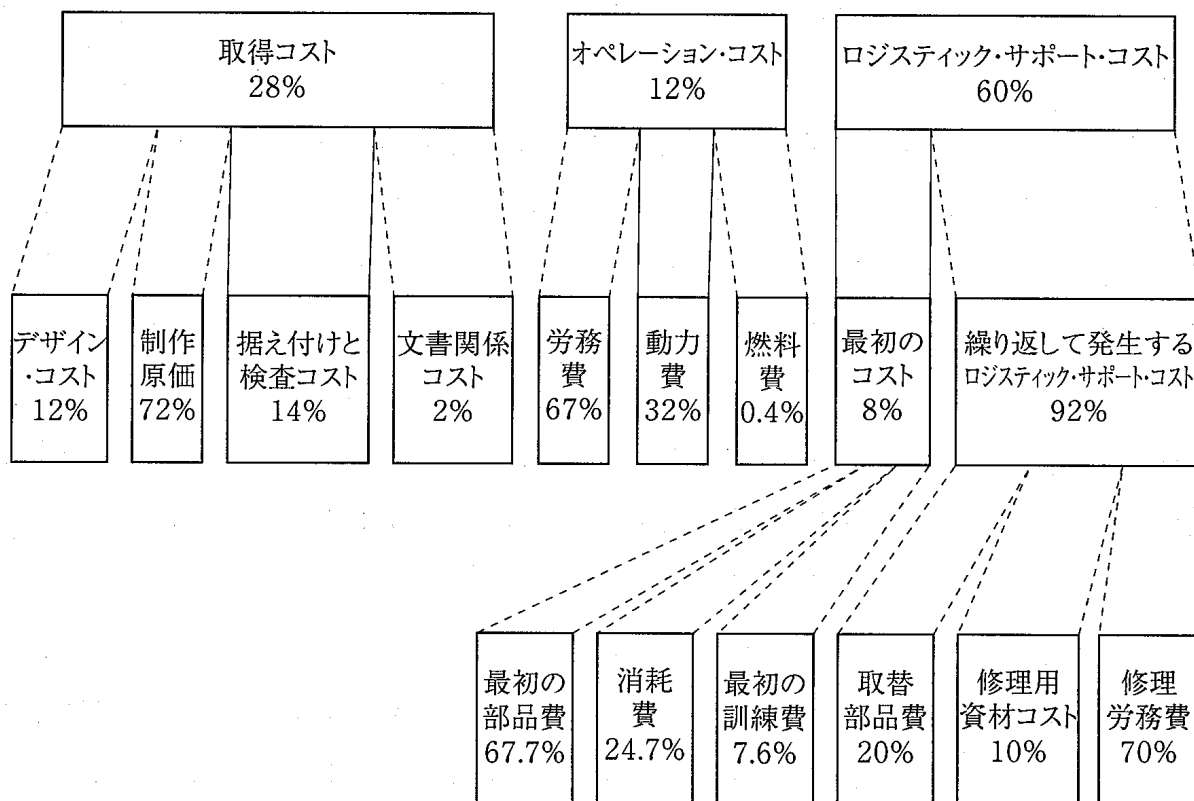 取得コスト
28%
オペレーション・コスト
12%
ロジスティック・サポート・コスト
60%
デザイン
・コスト
12%
制作
原価
72%
据え付けと
検査コスト
14%
文書関係
コスト
2%
労務
費
67%
動力
費
32%
燃料
費
0.4%
最初の
コスト
8%
繰り返して発生する
ロジスティック・サポート・コスト
92%
最初の
部品費
67.7%
消耗
費
24.7%
最初の
訓練費
7.6%
取替
部品費
20%
修理用
資材コスト
10%
修理
労務費
70%